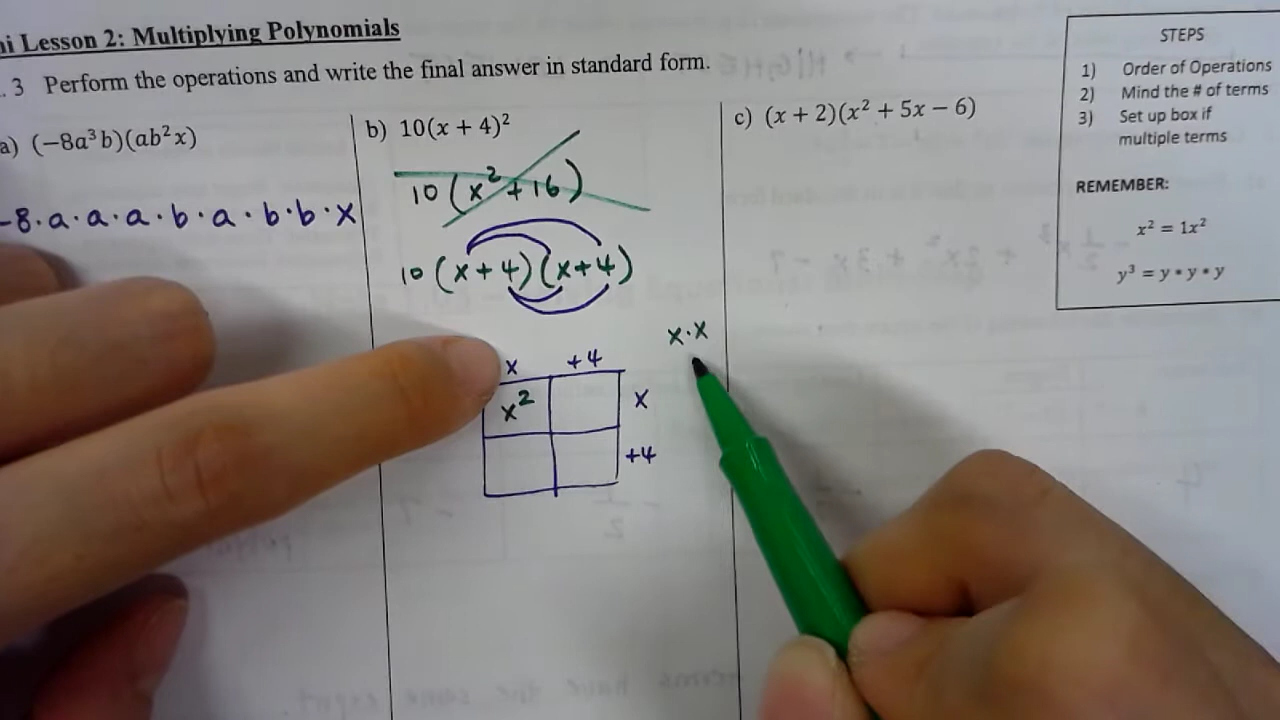 ni Lesson 2: Multiplying Polynomials
. 3 Perform the operations and write the final answer in standard form.
a) (−8a³b)(ab²x)
-8·a·a·a·b·a·b·b·x
b) 10(x + 4)²
10(x²+16)
10(x+4)(x+4)
x·x
x +4
x² x
+4
c) (x + 2)(x² + 5x − 6)
STEPS
1) Order of Operations
2) Mind the # of terms
3) Set up box if
multiple terms
REMEMBER:
x² = 1x²
y³ = y • y • y